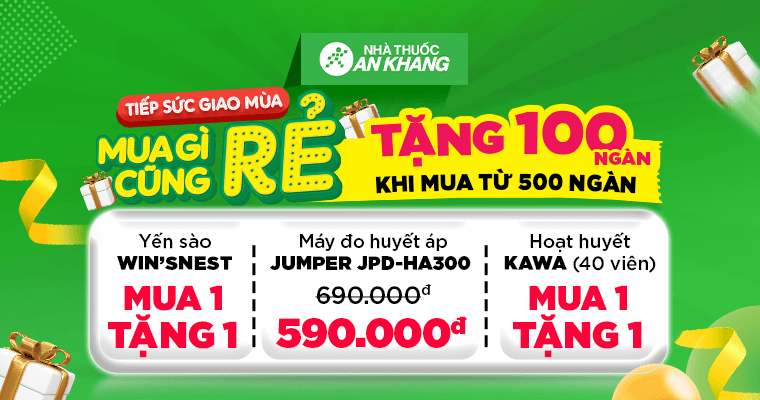 NHÀ THUỐC
AN KHANG
TIẾP SỨC GIAO MÙA
MUA GÌ
CŨNG
RẺ
TẶNG 100
NGÀN
KHI MUA TỪ 500 NGÀN
Yến sào
WIN'SNEST
MUA 1
TẶNG 1
Máy đo huyết áp
JUMPER JPD-HA300
690.000đ
590.000đ
Hoạt huyết
KAWA (40 viên)
MUA 1
TẶNG 1